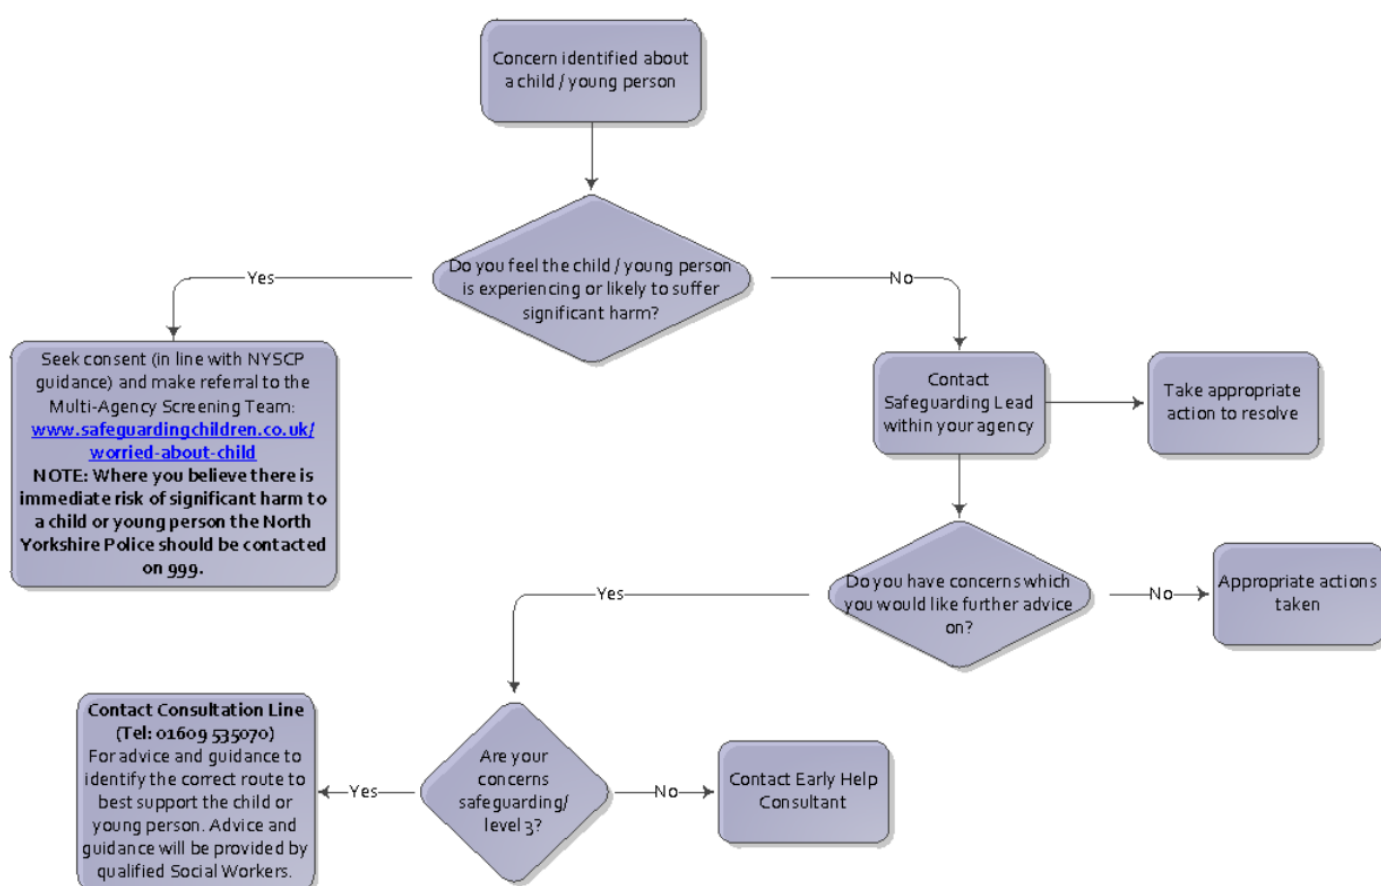 Concern identified about
a child / young person
Do you feel the child / young person
is experiencing or likely to suffer
significant harm?
Yes
No
Seek consent (in line with NYSCP
guidance) and make referral to the
Multi-Agency Screening Team:
www.safeguardingchildren.co.uk/
worried-about-child
NOTE: Where you believe there is
immediate risk of significant harm to
a child or young person the North
Yorkshire Police should be contacted
on 999.
Contact
Safeguarding Lead
within your agency
Take appropriate
action to resolve
Do you have concerns which
you would like further advice
on?
Yes
No
Appropriate actions
taken
Are your
concerns
safeguarding/
level 3?
Yes
No
Contact Consultation Line
(Tel: 01609 535070)
For advice and guidance to
identify the correct route to
best support the child or
young person. Advice and
guidance will be provided by
qualified Social Workers.
Contact Early Help
Consultant